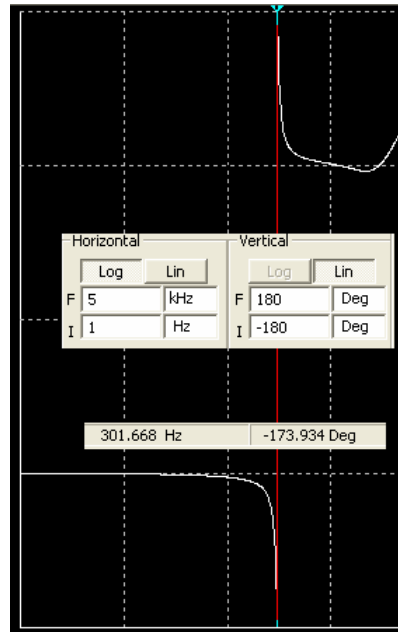 Horizontal
Log Lin
F 5 kHz
I 1 Hz
Vertical
Log Lin
F 180 Deg
I -180 Deg
301.668 Hz -173.934 Deg